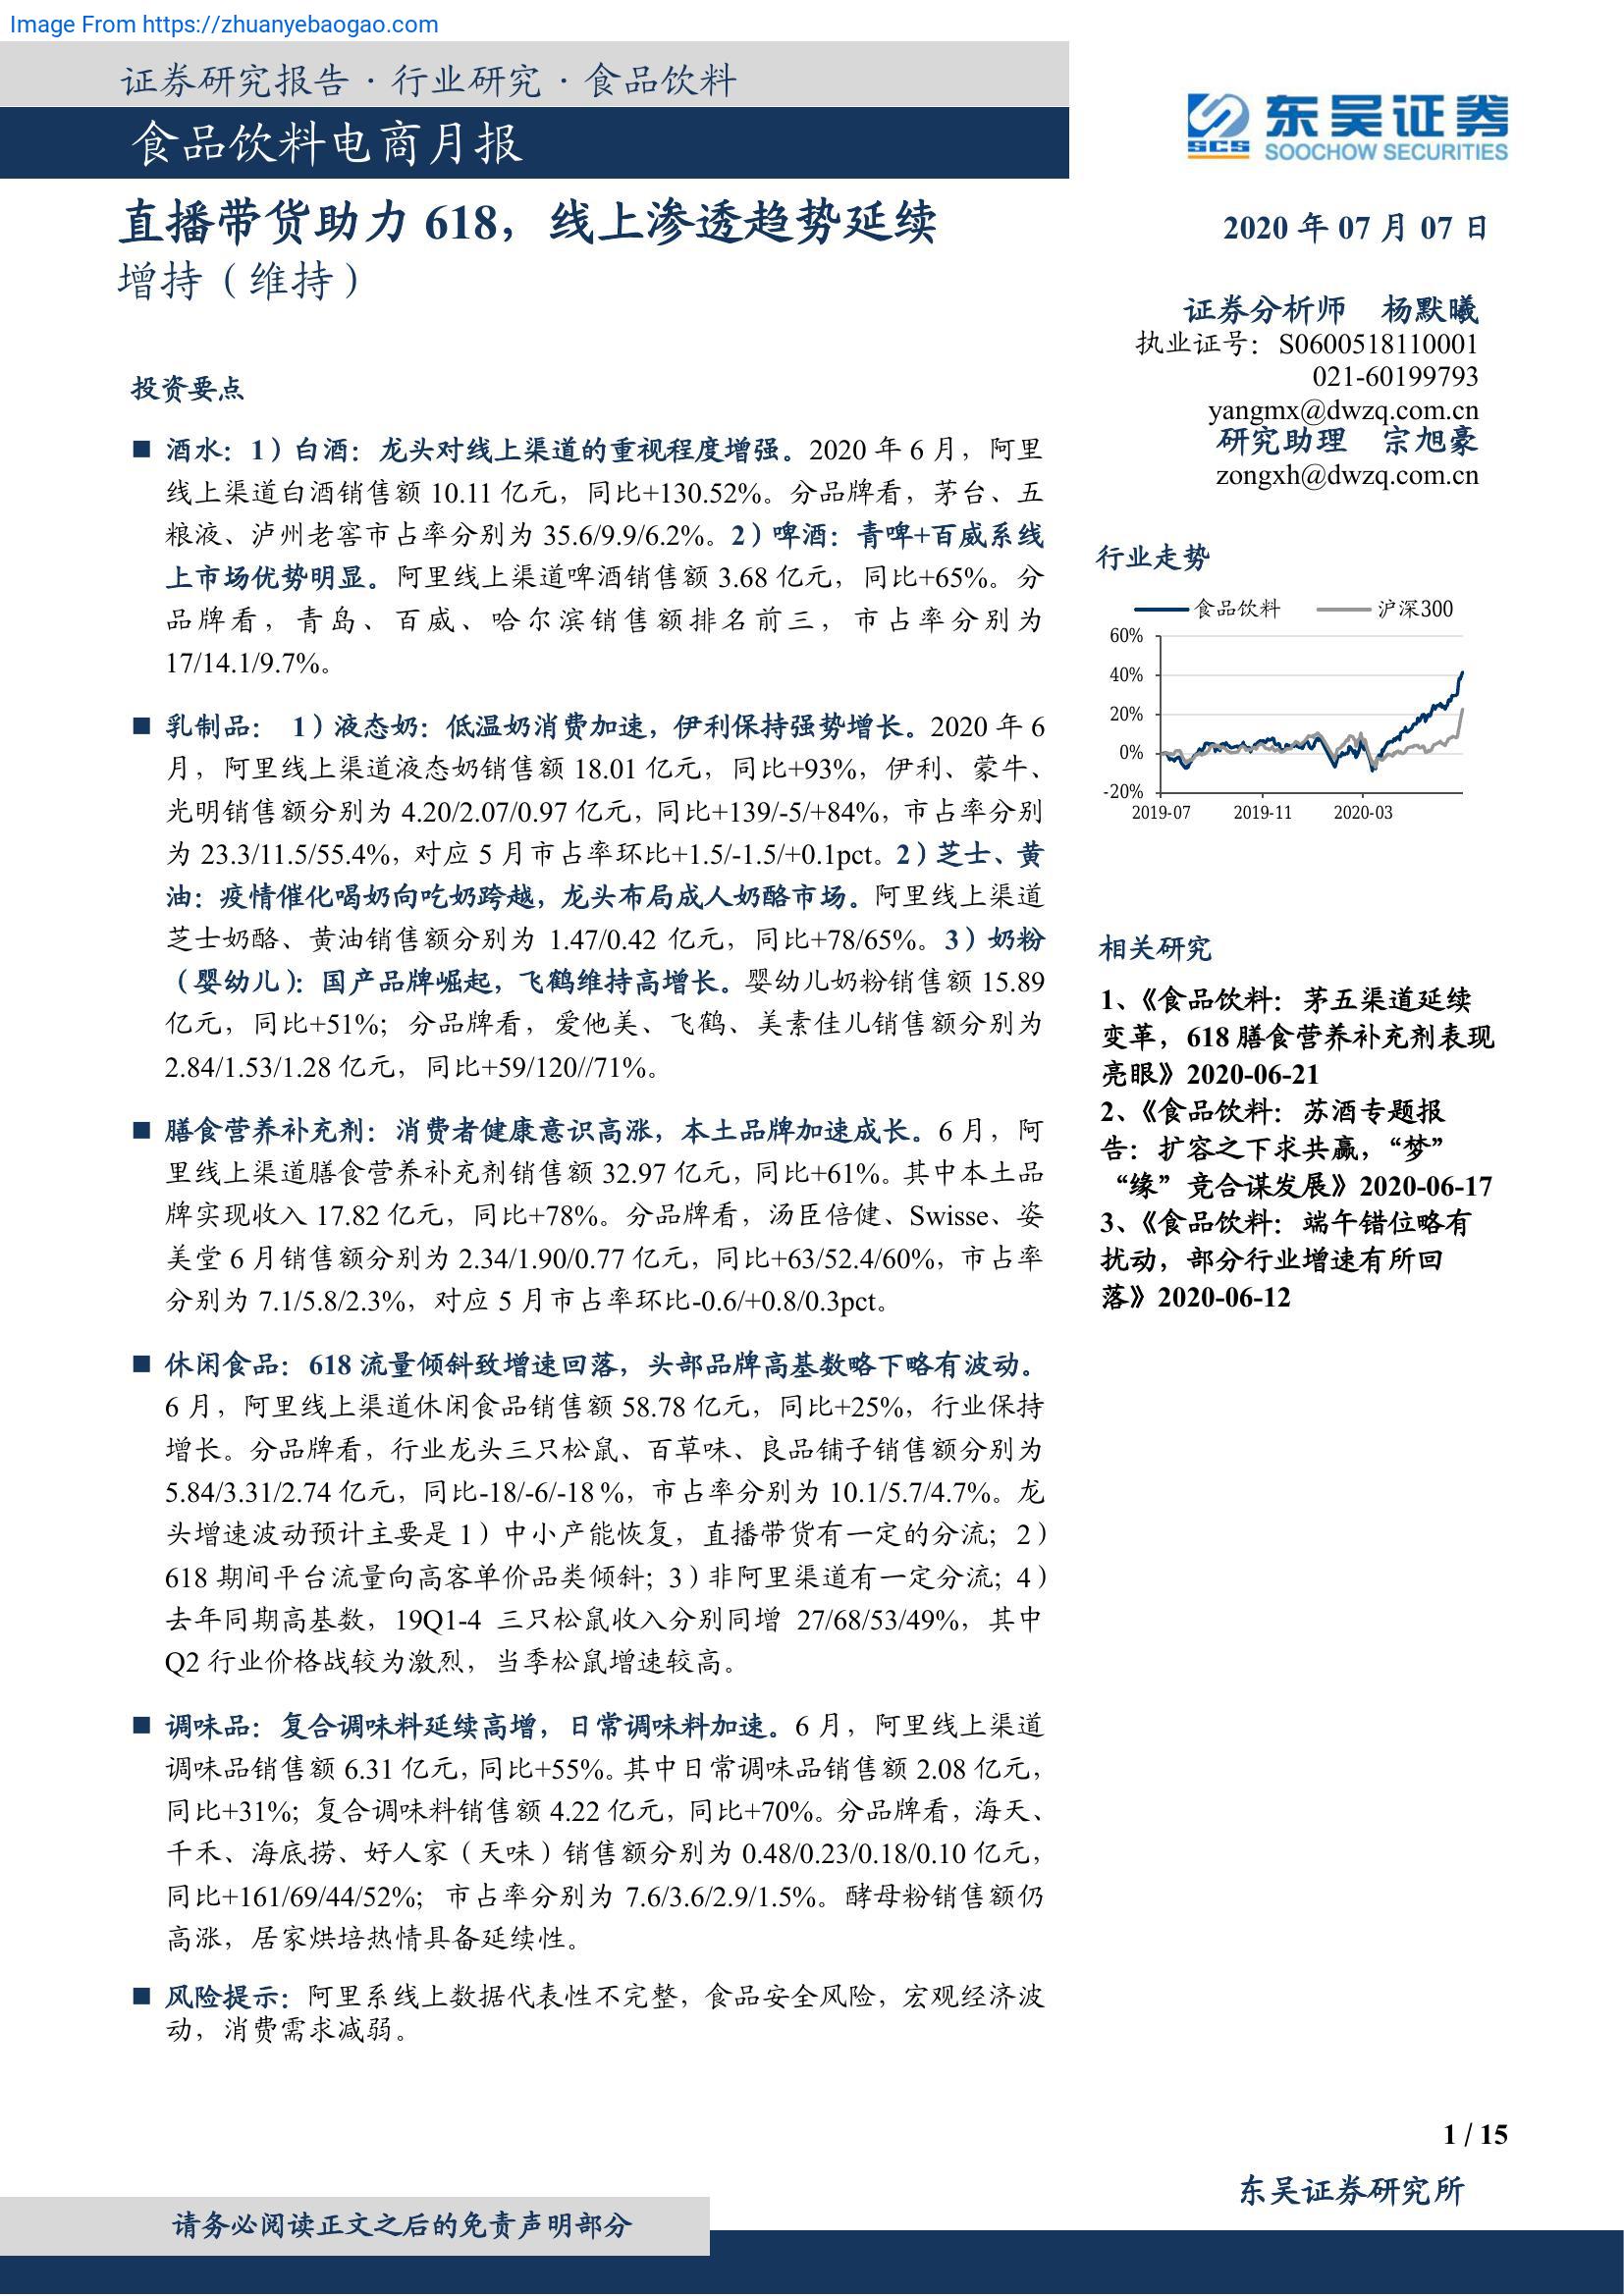 Image From https://zhuanyebaogao.com
证券研究报告·行业研究·食品饮料
食品饮料电商月报
东吴证券
SCS
SOOCHOW SECURITIES
直播带货助力 618，线上渗透趋势延续
增持（维持）
2020 年 07 月 07 日
证券分析师 杨默曦
执业证号：S0600518110001
021-60199793
yangmx@dwzq.com.cn
研究助理 宗旭豪
zongxh@dwzq.com.cn
投资要点
■ 酒水：1）白酒：龙头对线上渠道的重视程度增强。2020 年 6 月，阿里
线上渠道白酒销售额 10.11 亿元，同比+130.52%。分品牌看，茅台、五
粮液、泸州老窖市占率分别为 35.6/9.9/6.2%。2）啤酒：青啤+百威系线
上市场优势明显。阿里线上渠道啤酒销售额 3.68 亿元，同比+65%。分
品牌看，青岛、百威、哈尔滨销售额排名前三，市占率分别为
17/14.1/9.7%。
■ 乳制品： 1）液态奶：低温奶消费加速，伊利保持强势增长。2020 年 6
月，阿里线上渠道液态奶销售额 18.01 亿元，同比+93%，伊利、蒙牛、
光明销售额分别为 4.20/2.07/0.97 亿元，同比+139/-5/+84%，市占率分别
为 23.3/11.5/55.4%，对应 5 月市占率环比+1.5/-1.5/+0.1pct。2）芝士、黄
油：疫情催化喝奶向吃奶跨越，龙头布局成人奶酪市场。阿里线上渠道
芝士奶酪、黄油销售额分别为 1.47/0.42 亿元，同比+78/65%。3）奶粉
（婴幼儿）：国产品牌崛起，飞鹤维持高增长。婴幼儿奶粉销售额 15.89
亿元，同比+51%；分品牌看，爱他美、飞鹤、美素佳儿销售额分别为
2.84/1.53/1.28 亿元，同比+59/120//71%。
■ 膳食营养补充剂：消费者健康意识高涨，本土品牌加速成长。6 月，阿
里线上渠道膳食营养补充剂销售额 32.97 亿元，同比+61%。其中本土品
牌实现收入 17.82 亿元，同比+78%。分品牌看，汤臣倍健、Swisse、姿
美堂 6 月销售额分别为 2.34/1.90/0.77 亿元，同比+63/52.4/60%，市占率
分别为 7.1/5.8/2.3%，对应 5 月市占率环比-0.6/+0.8/0.3pct。
■ 休闲食品：618 流量倾斜致增速回落，头部品牌高基数略下略有波动。
6 月，阿里线上渠道休闲食品销售额 58.78 亿元，同比+25%，行业保持
增长。分品牌看，行业龙头三只松鼠、百草味、良品铺子销售额分别为
5.84/3.31/2.74 亿元，同比-18/-6/-18 %，市占率分别为 10.1/5.7/4.7%。龙
头增速波动预计主要是 1）中小产能恢复，直播带货有一定的分流；2）
618 期间平台流量向高客单价品类倾斜；3）非阿里渠道有一定分流；4）
去年同期高基数，19Q1-4 三只松鼠收入分别同增 27/68/53/49%，其中
Q2 行业价格战较为激烈，当季松鼠增速较高。
■ 调味品：复合调味料延续高增，日常调味料加速。6 月，阿里线上渠道
调味品销售额 6.31 亿元，同比+55%。其中日常调味品销售额 2.08 亿元，
同比+31%；复合调味料销售额 4.22 亿元，同比+70%。分品牌看，海天、
千禾、海底捞、好人家（天味）销售额分别为 0.48/0.23/0.18/0.10 亿元，
同比+161/69/44/52%；市占率分别为 7.6/3.6/2.9/1.5%。酵母粉销售额仍
高涨，居家烘培热情具备延续性。
■ 风险提示：阿里系线上数据代表性不完整，食品安全风险，宏观经济波
动，消费需求减弱。
行业走势
食品饮料 沪深300
60%
40%
20%
0%
-20%
2019-07 2019-11 2020-03
相关研究
1、《食品饮料：茅五渠道延续
变革，618 膳食营养补充剂表现
亮眼》2020-06-21
2、《食品饮料：苏酒专题报
告：扩容之下求共赢，“梦”
“缘”竞合谋发展》2020-06-17
3、《食品饮料：端午错位略有
扰动，部分行业增速有所回
落》2020-06-12
1 / 15
东吴证券研究所
请务必阅读正文之后的免责声明部分